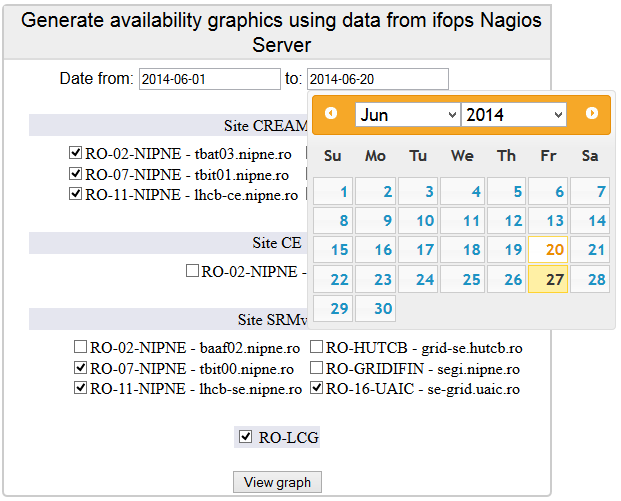 Generate availability graphics using data from ifops Nagios
Server
Date from: 2014-06-01 to: 2014-06-20
Jun 2014
Su Mo Tu We Th Fr Sa
1 2 3 4 5 6 7
8 9 10 11 12 13 14
15 16 17 18 19 20 21
22 23 24 25 26 27 28
29 30
Site CREAM
RO-02-NIPNE - tbat03.nipne.ro
RO-07-NIPNE - tbit01.nipne.ro
RO-11-NIPNE - lhcb-ce.nipne.ro
Site CE
RO-02-NIPNE -
Site SRMv
RO-02-NIPNE - baaf02.nipne.ro RO-HUTCB - grid-se.hutcb.ro
RO-07-NIPNE - tbit00.nipne.ro RO-GRIDIFIN - segi.nipne.ro
RO-11-NIPNE - lhcb-se.nipne.ro RO-16-UAIC - se-grid.uaic.ro
RO-LCG
View graph